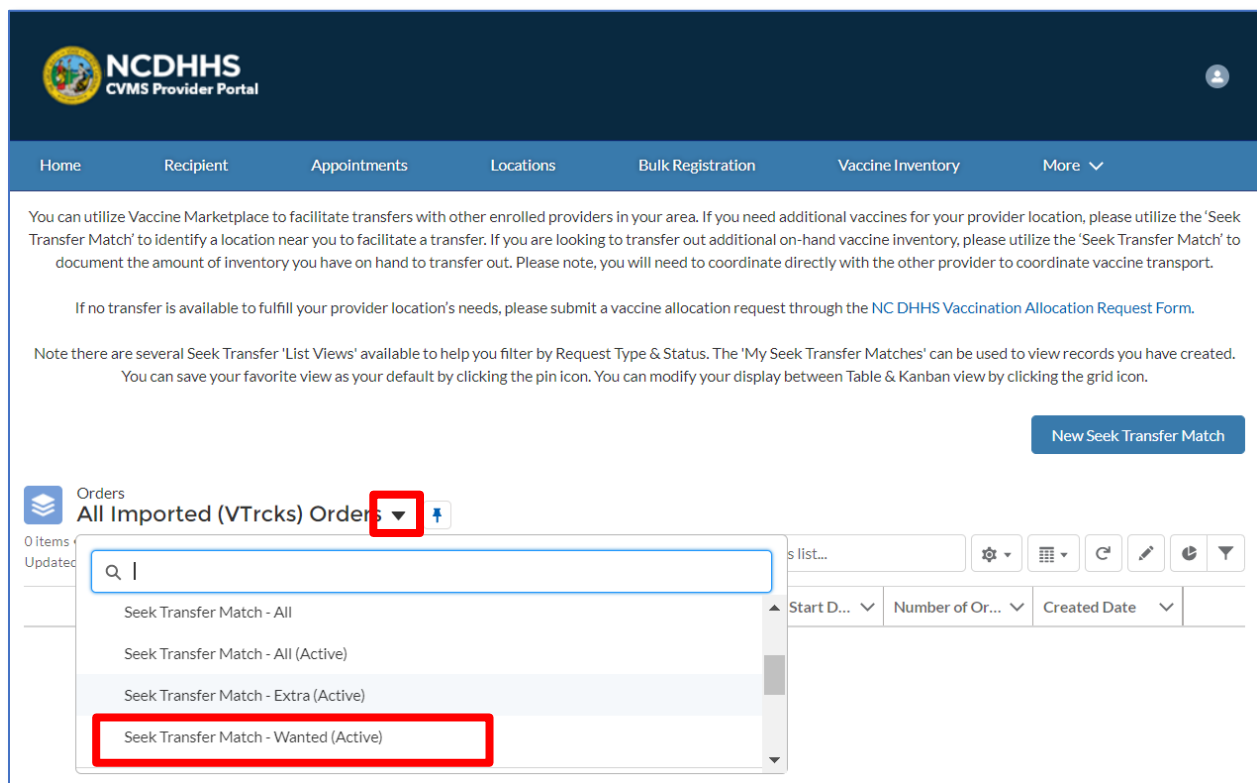 NCDHHS
CVMS Provider Portal
Home Recipient Appointments Locations Bulk Registration Vaccine Inventory More
You can utilize Vaccine Marketplace to facilitate transfers with other enrolled providers in your area. If you need additional vaccines for your provider location, please utilize the 'Seek
Transfer Match' to identify a location near you to facilitate a transfer. If you are looking to transfer out additional on-hand vaccine inventory, please utilize the 'Seek Transfer Match' to
document the amount of inventory you have on hand to transfer out. Please note, you will need to coordinate directly with the other provider to coordinate vaccine transport.
If no transfer is available to fulfill your provider location's needs, please submit a vaccine allocation request through the NC DHHS Vaccination Allocation Request Form.
Note there are several Seek Transfer 'List Views' available to help you filter by Request Type & Status. The 'My Seek Transfer Matches' can be used to view records you have created.
You can save your favorite view as your default by clicking the pin icon. You can modify your display between Table & Kanban view by clicking the grid icon.
New Seek Transfer Match
Orders
All Imported (VTrcks) Orders
0 items
s list...
Updated
Start D... Number of Or... Created Date
Seek Transfer Match - All
Seek Transfer Match - All (Active)
Seek Transfer Match - Extra (Active)
Seek Transfer Match - Wanted (Active)